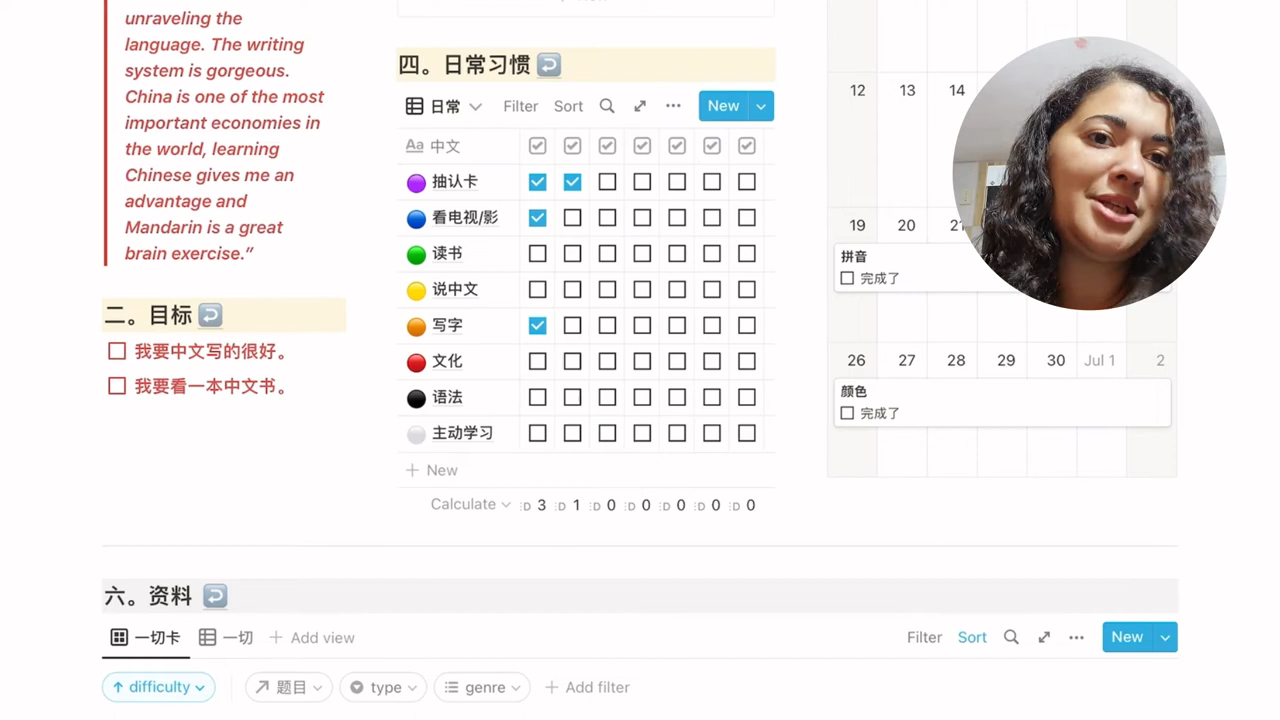 unraveling the
language. The writing
system is gorgeous.
China is one of the most
important economies in
the world, learning
Chinese gives me an
advantage and
Mandarin is a great
brain exercise.”
二。目标
我要中文写的很好。
我要看一本中文书。
四。日常习惯
日常 Filter Sort New
Aa 中文
抽认卡
看电视/影
读书
说中文
写字
文化
语法
主动学习
New
Calculate D 3 D 1 D 0 D 0 D 0 D 0 D 0
12 13 14
19 20 21
拼音
完成了
26 27 28 29 30 Jul 1 2
颜色
完成了
六。资料
一切卡 一切 Add view Filter Sort New
difficulty 题目 type genre Add filter